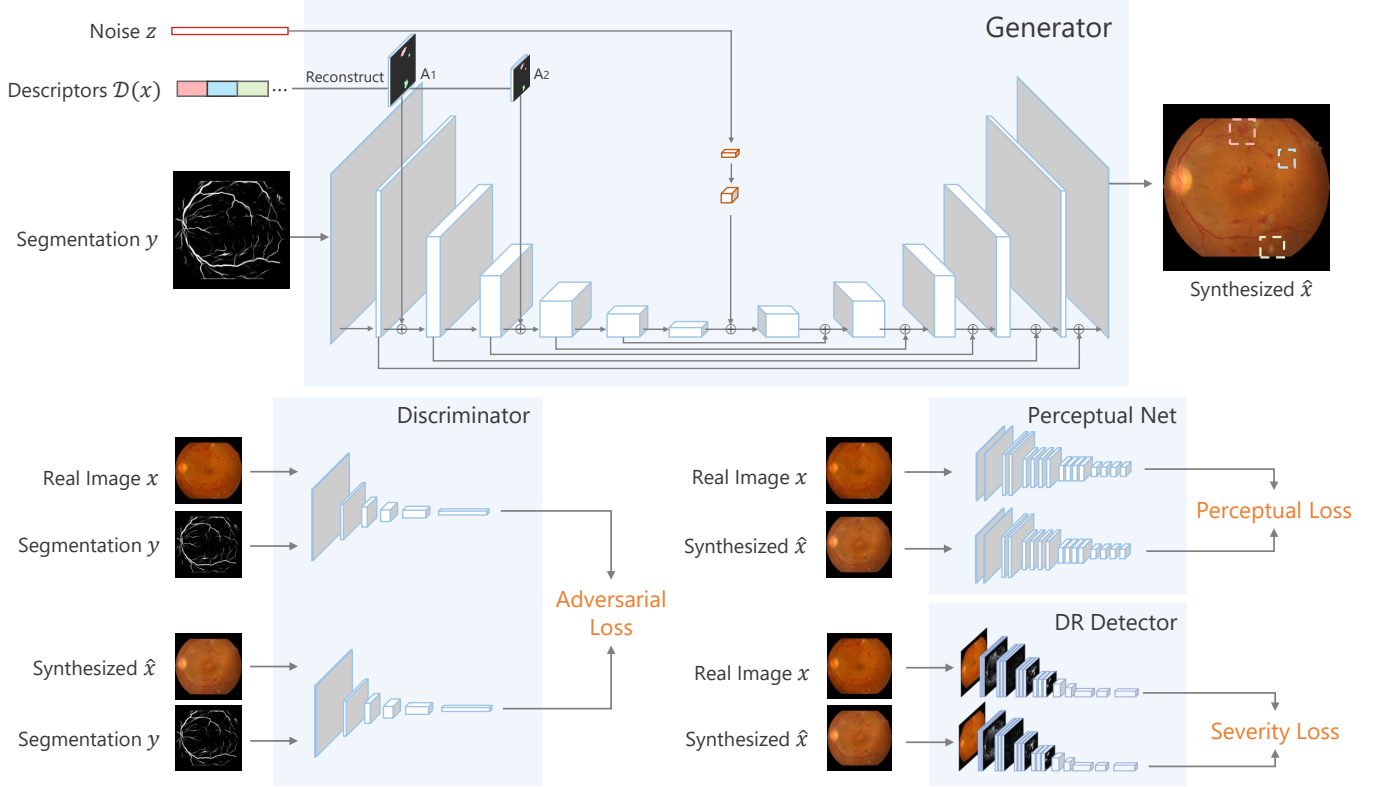 Generator
Noise z
Descriptors 𝒟(x)
...
Reconstruct
A1
A2
Segmentation y
Synthesized x̂
Discriminator
Real Image x
Segmentation y
Synthesized x̂
Segmentation y
Adversarial
Loss
Perceptual Net
Real Image x
Synthesized x̂
Perceptual Loss
DR Detector
Real Image x
Synthesized x̂
Severity Loss